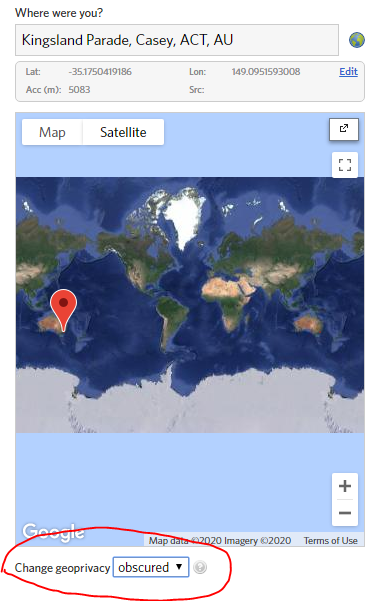 Where were you?
Kingsland Parade, Casey, ACT, AU
Lat: -35.1750419186 Lon: 149.0951593008 Edit
Acc (m): 5083 Src:
Map Satellite
+
−
Google Map data ©2020 Imagery ©2020 Terms of Use
Change geoprivacy obscured ?